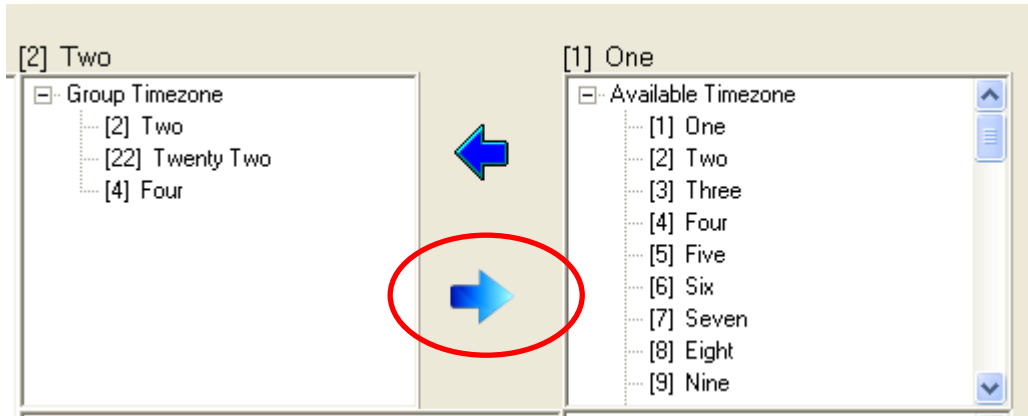 [2] Two
Group Timezone
[2] Two
[22] Twenty Two
[4] Four
[1] One
Available Timezone
[1] One
[2] Two
[3] Three
[4] Four
[5] Five
[6] Six
[7] Seven
[8] Eight
[9] Nine